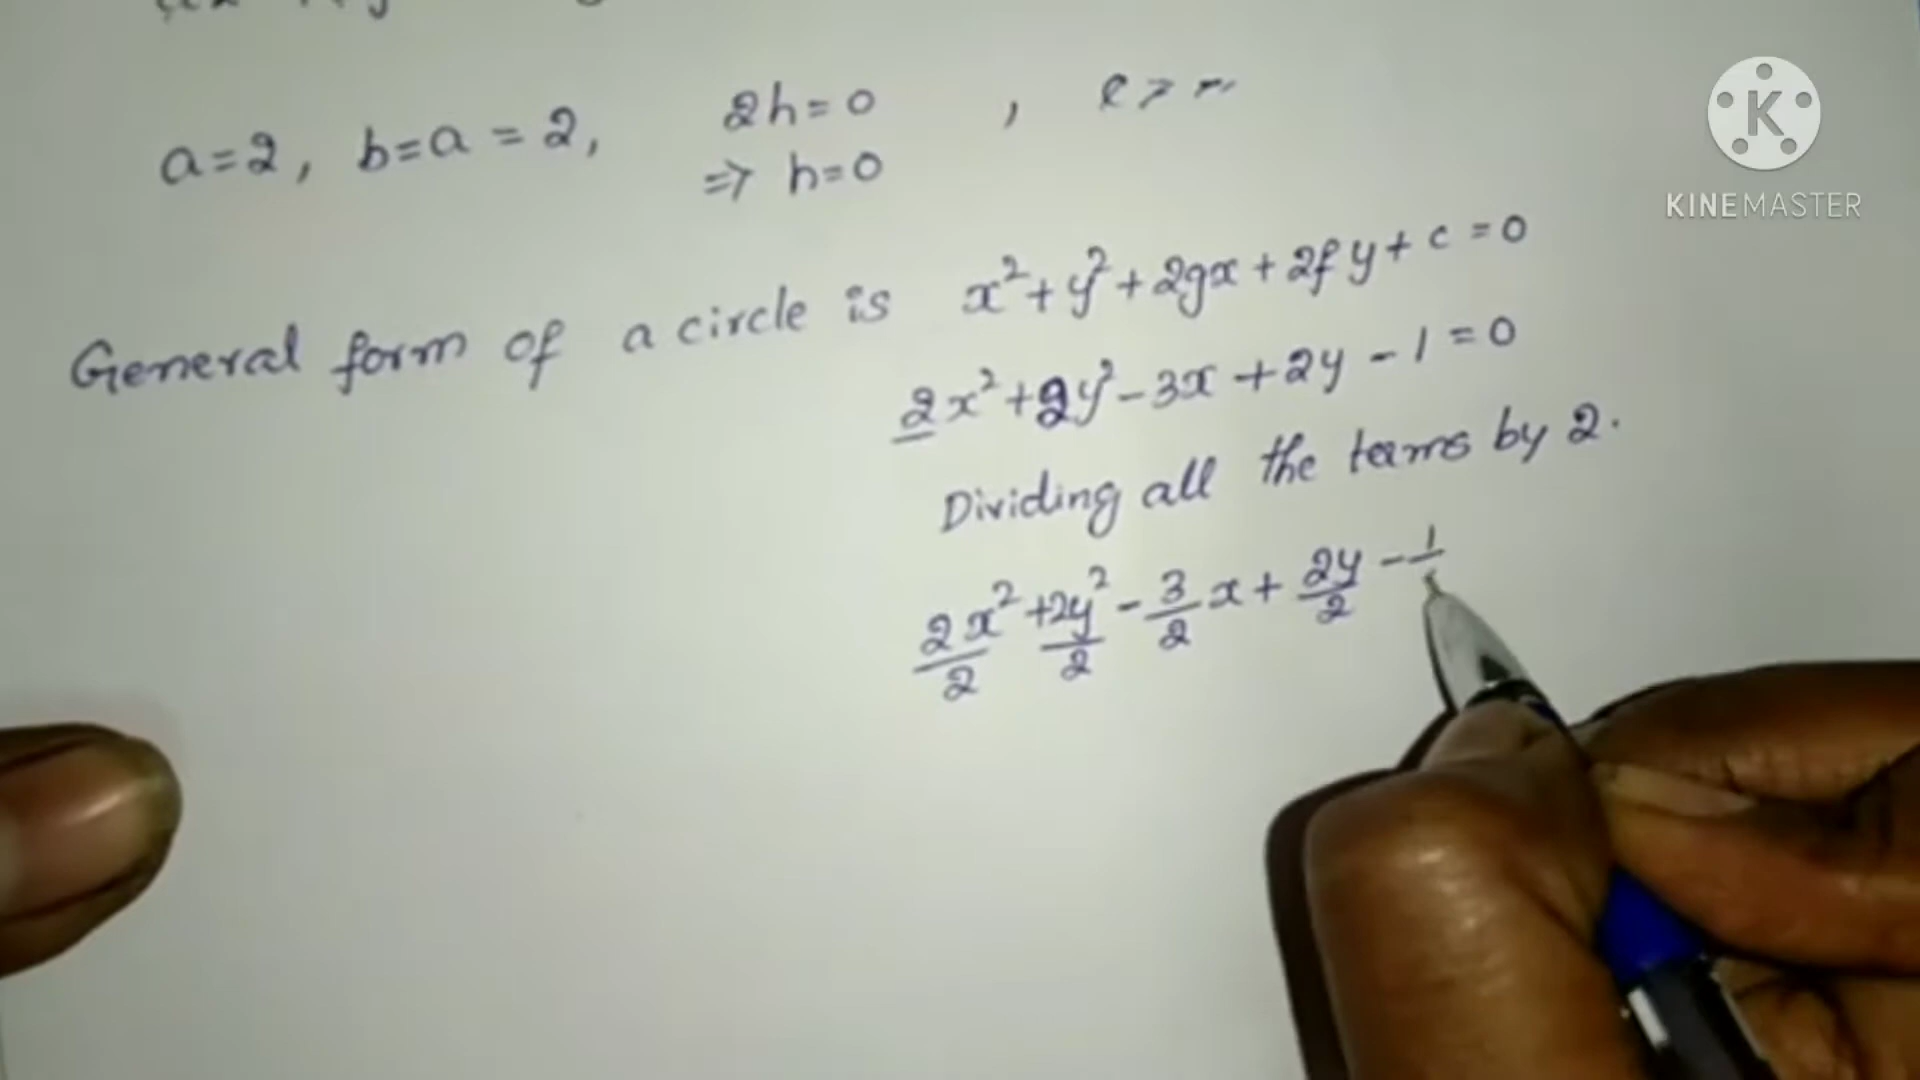 a=2, b=a=2, 2h=0 ,
⇒ h=0
K
KINEMASTER
General form of a circle is x²+y²+2gx+2fy+c=0
2x²+2y²-3x+2y-1=0
Dividing all the terms by 2.
2x²/2 +2y²/2 -3/2 x+ 2y/2 -1/